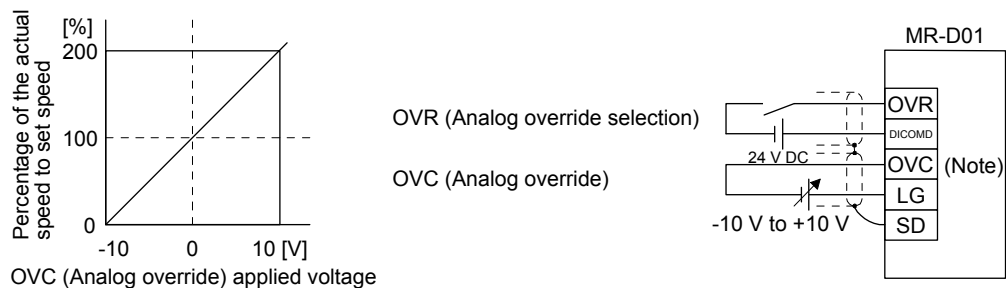 [%]
200
100
0
Percentage of the actual
speed to set speed
-10
0
10 [V]
OVC (Analog override) applied voltage
OVR (Analog override selection)
OVC (Analog override)
24 V DC
-10 V to +10 V
MR-D01
OVR
DICOMD
OVC
(Note)
LG
SD